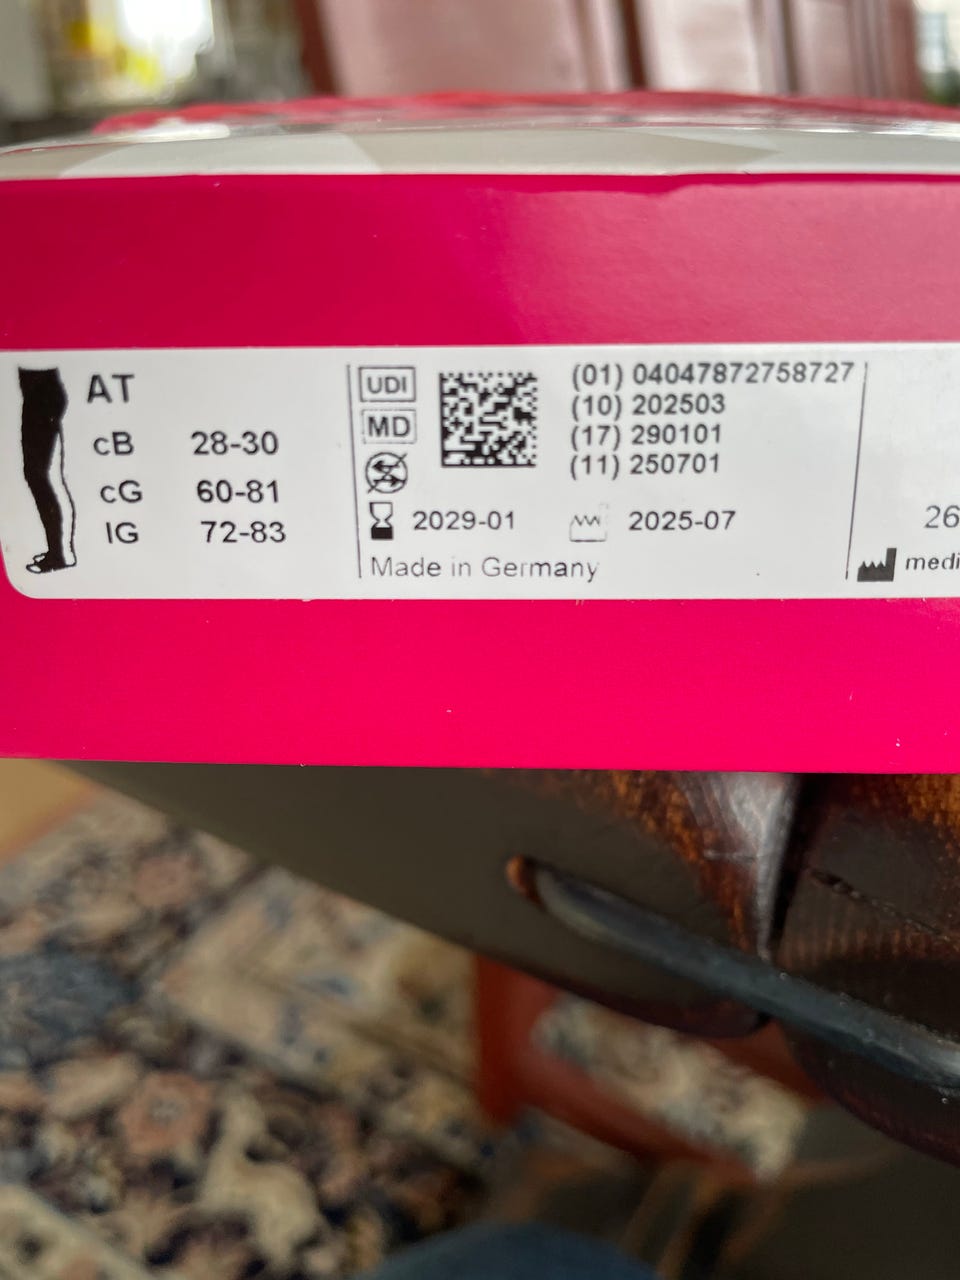 AT
cB 28-30
cG 60-81
lG 72-83
UDI
MD
(01) 04047872758727
(10) 202503
(17) 290101
(11) 250701
2029-01
2025-07
Made in Germany
26
medi